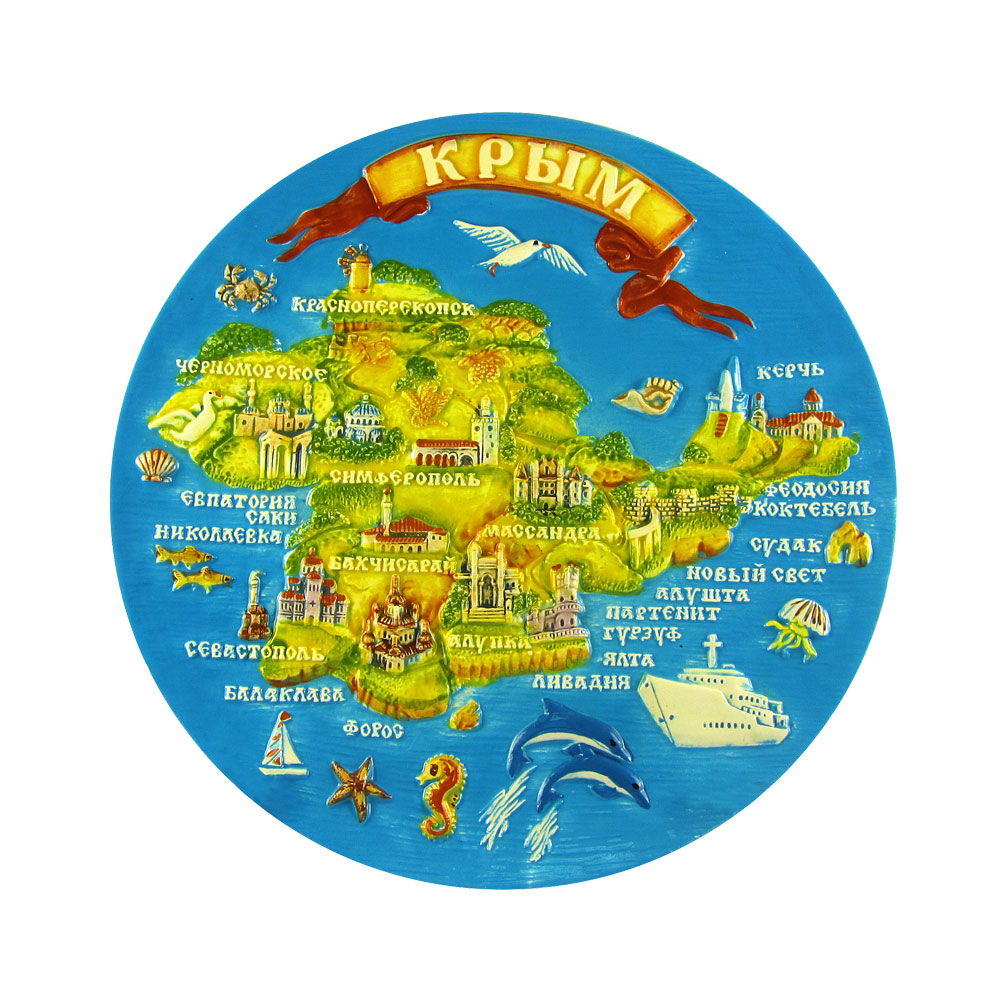 КРЫМ
КРАСНОПЕРЕКОПСК
ЧЕРНОМОРСКОЕ
КЕРЧЬ
СИМФЕРОПОЛЬ
ЕВПАТОРИЯ
САКИ
НИКОЛАЕВКА
ФЕОДОСИЯ
КОКТЕБЕЛЬ
МАССАНДРА
СУДАК
БАХЧИСАРАЙ
НОВЫЙ СВЕТ
АЛУШТА
ПАРТЕНИТ
ГУРЗУФ
СЕВАСТОПОЛЬ
АЛУПКА
ЯЛТА
ЛИВАДИЯ
БАЛАКЛАВА
ФОРОС